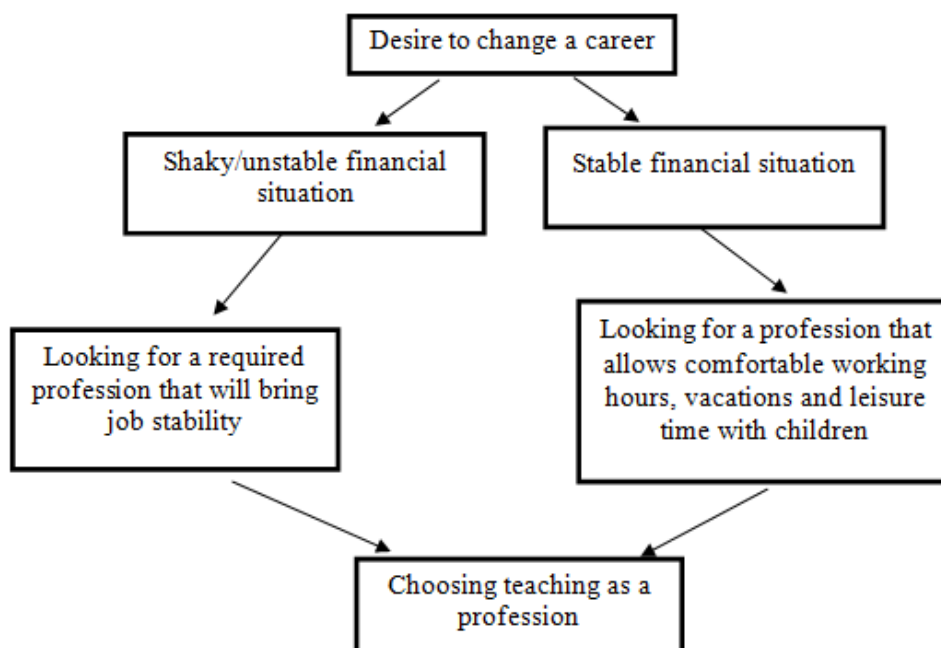 Desire to change a career
Shaky/unstable financial
situation
Stable financial situation
Looking for a required
profession that will bring
job stability
Looking for a profession that
allows comfortable working
hours, vacations and leisure
time with children
Choosing teaching as a
profession